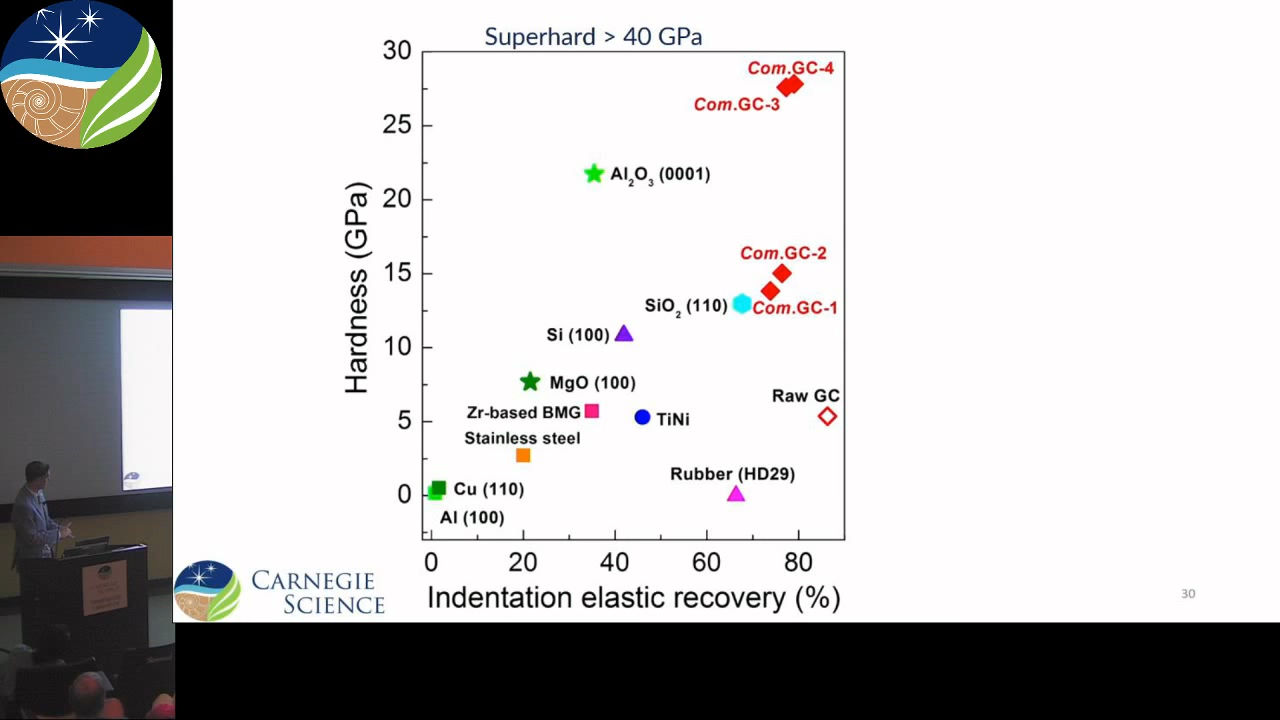 Superhard > 40 GPa
30
25
20
15
10
5
0
Hardness (GPa)
Com.GC-4
Com.GC-3
Al2O3 (0001)
Com.GC-2
SiO2 (110)
Com.GC-1
Si (100)
MgO (100)
Raw GC
Zr-based BMG
TiNi
Stainless steel
Rubber (HD29)
Cu (110)
Al (100)
0 20 40 60 80
Indentation elastic recovery (%)
CARNEGIE
SCIENCE
30